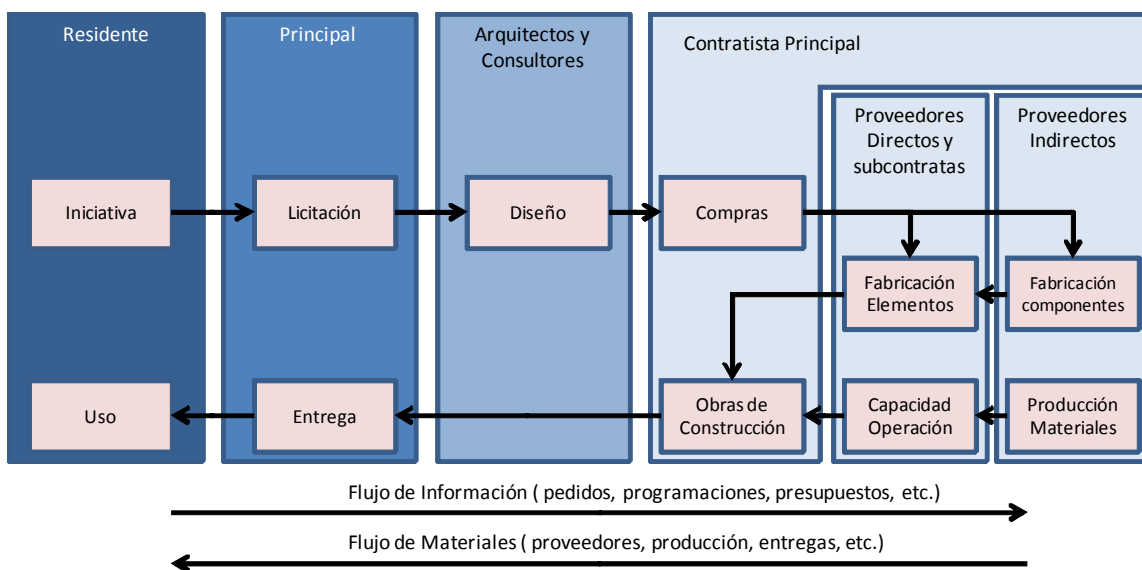 Residente
Principal
Arquitectos y
Consultores
Contratista Principal
Proveedores
Directos y
subcontratas
Proveedores
Indirectos
Iniciativa
Licitación
Diseño
Compras
Fabricación
Elementos
Fabricación
componentes
Uso
Entrega
Obras de
Construcción
Capacidad
Operación
Producción
Materiales
Flujo de Información ( pedidos, programaciones, presupuestos, etc.)
Flujo de Materiales ( proveedores, producción, entregas, etc.)